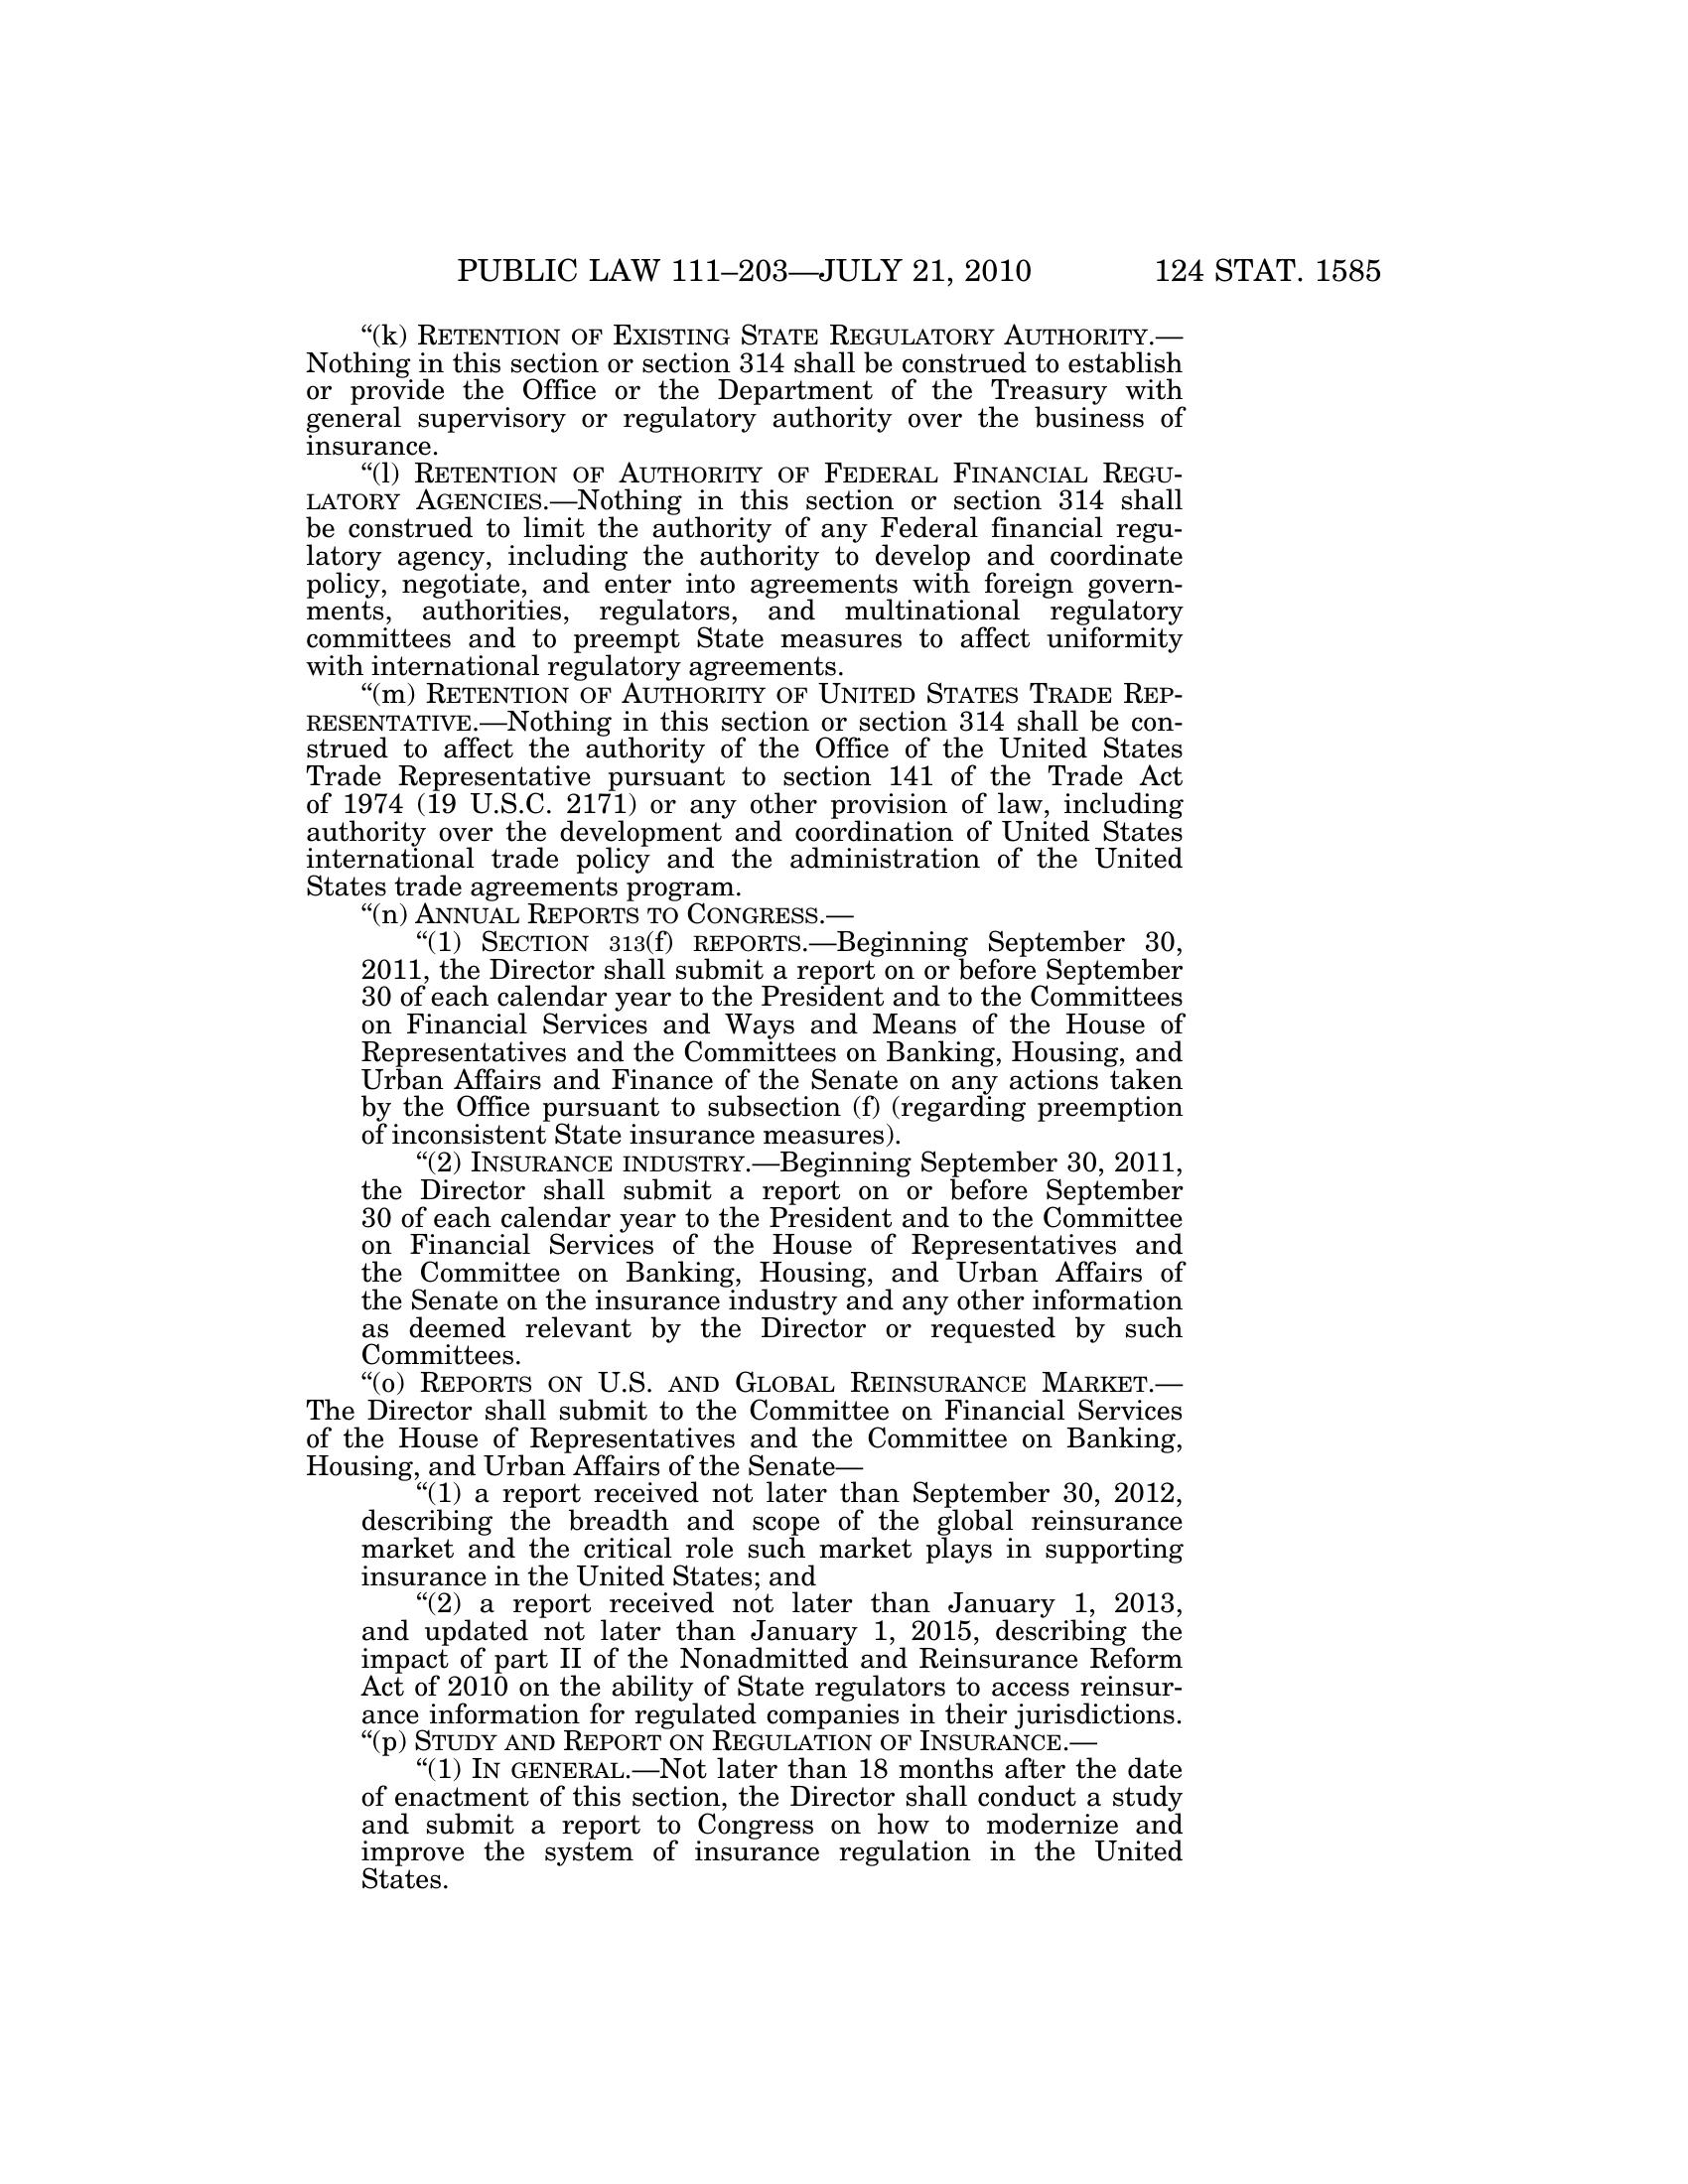 PUBLIC LAW 111–203—JULY 21, 2010 124 STAT. 1585
“(k) RETENTION OF EXISTING STATE REGULATORY AUTHORITY.—
Nothing in this section or section 314 shall be construed to establish
or provide the Office or the Department of the Treasury with
general supervisory or regulatory authority over the business of
insurance.
“(l) RETENTION OF AUTHORITY OF FEDERAL FINANCIAL REGU-
LATORY AGENCIES.—Nothing in this section or section 314 shall
be construed to limit the authority of any Federal financial regu-
latory agency, including the authority to develop and coordinate
policy, negotiate, and enter into agreements with foreign govern-
ments, authorities, regulators, and multinational regulatory
committees and to preempt State measures to affect uniformity
with international regulatory agreements.
“(m) RETENTION OF AUTHORITY OF UNITED STATES TRADE REP-
RESENTATIVE.—Nothing in this section or section 314 shall be con-
strued to affect the authority of the Office of the United States
Trade Representative pursuant to section 141 of the Trade Act
of 1974 (19 U.S.C. 2171) or any other provision of law, including
authority over the development and coordination of United States
international trade policy and the administration of the United
States trade agreements program.
“(n) ANNUAL REPORTS TO CONGRESS.—
“(1) SECTION 313(f) REPORTS.—Beginning September 30,
2011, the Director shall submit a report on or before September
30 of each calendar year to the President and to the Committees
on Financial Services and Ways and Means of the House of
Representatives and the Committees on Banking, Housing, and
Urban Affairs and Finance of the Senate on any actions taken
by the Office pursuant to subsection (f) (regarding preemption
of inconsistent State insurance measures).
“(2) INSURANCE INDUSTRY.—Beginning September 30, 2011,
the Director shall submit a report on or before September
30 of each calendar year to the President and to the Committee
on Financial Services of the House of Representatives and
the Committee on Banking, Housing, and Urban Affairs of
the Senate on the insurance industry and any other information
as deemed relevant by the Director or requested by such
Committees.
“(o) REPORTS ON U.S. AND GLOBAL REINSURANCE MARKET.—
The Director shall submit to the Committee on Financial Services
of the House of Representatives and the Committee on Banking,
Housing, and Urban Affairs of the Senate—
“(1) a report received not later than September 30, 2012,
describing the breadth and scope of the global reinsurance
market and the critical role such market plays in supporting
insurance in the United States; and
“(2) a report received not later than January 1, 2013,
and updated not later than January 1, 2015, describing the
impact of part II of the Nonadmitted and Reinsurance Reform
Act of 2010 on the ability of State regulators to access reinsur-
ance information for regulated companies in their jurisdictions.
“(p) STUDY AND REPORT ON REGULATION OF INSURANCE.—
“(1) IN GENERAL.—Not later than 18 months after the date
of enactment of this section, the Director shall conduct a study
and submit a report to Congress on how to modernize and
improve the system of insurance regulation in the United
States.